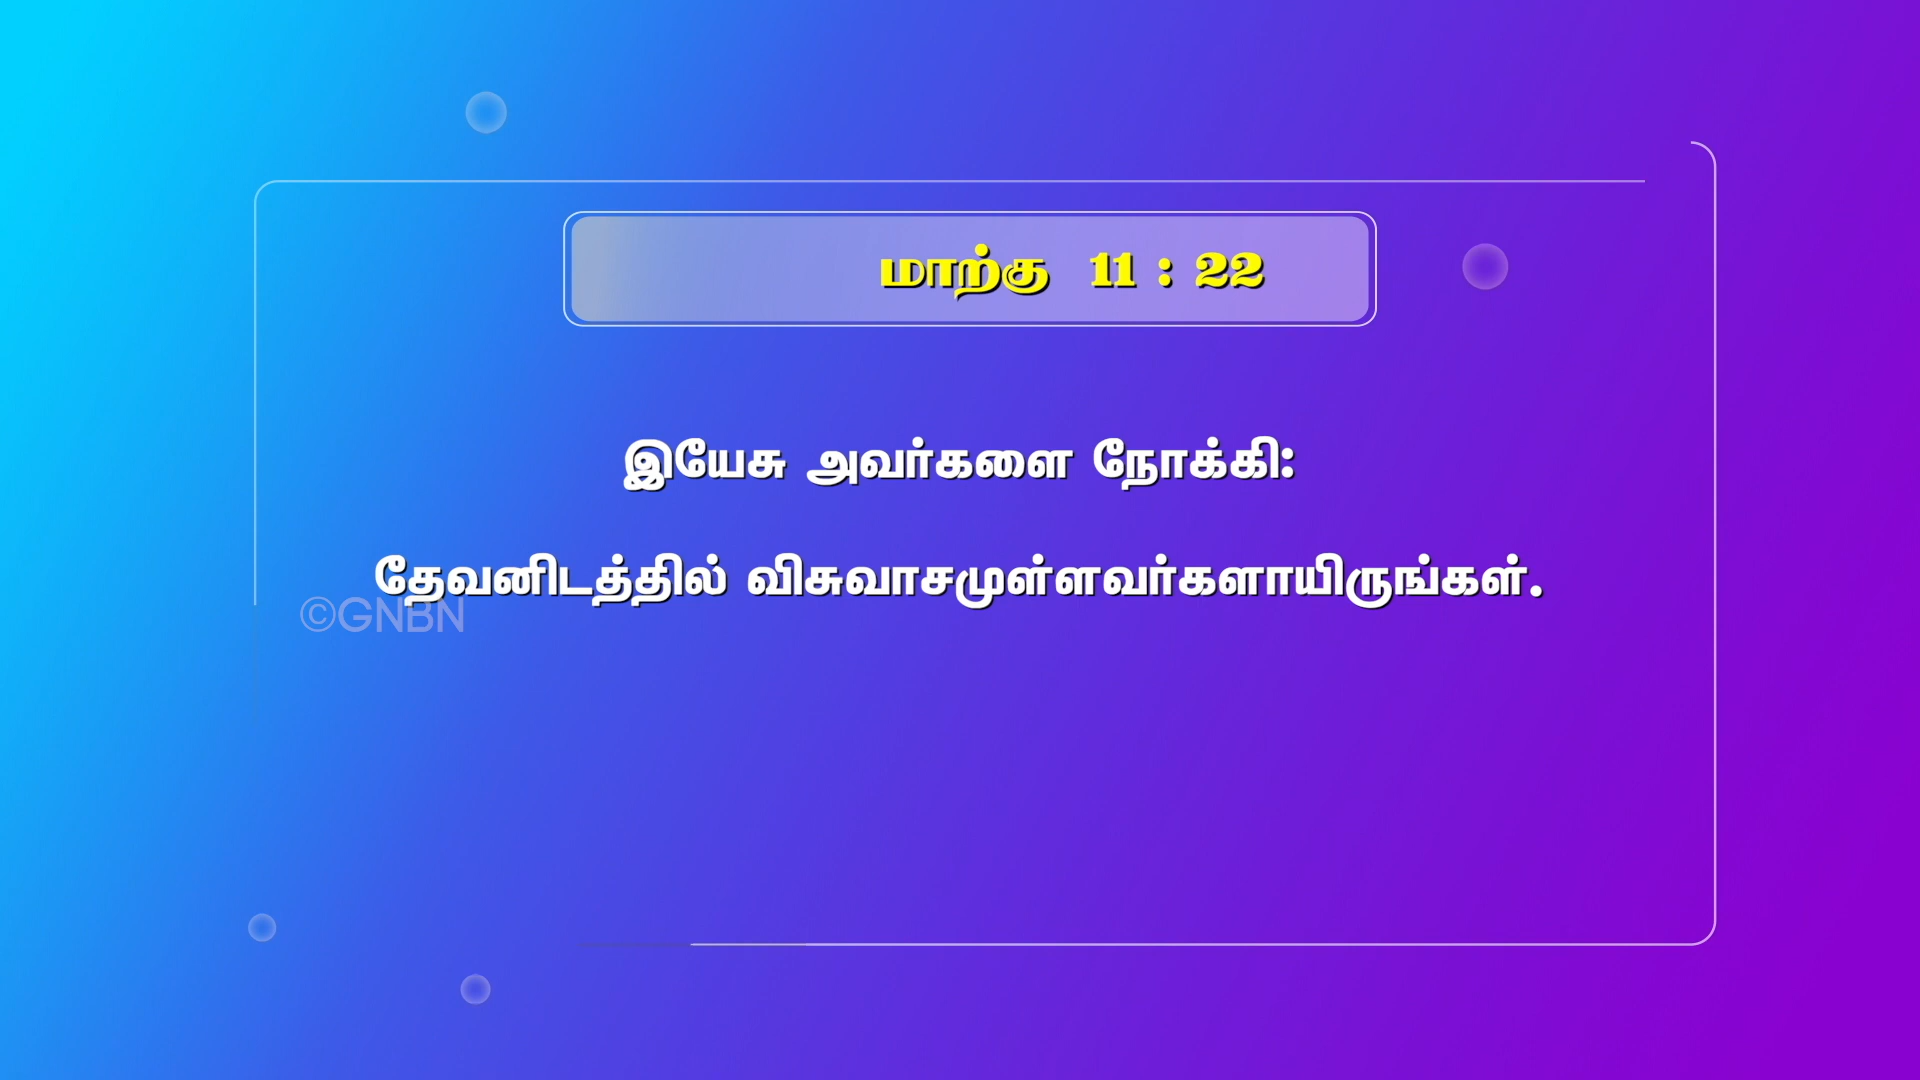 மாற்கு 11 : 22
இயேசு அவர்களை நோக்கி:
தேவனிடத்தில் விசுவாசமுள்ளவர்களாயிருங்கள்.
©GNBN